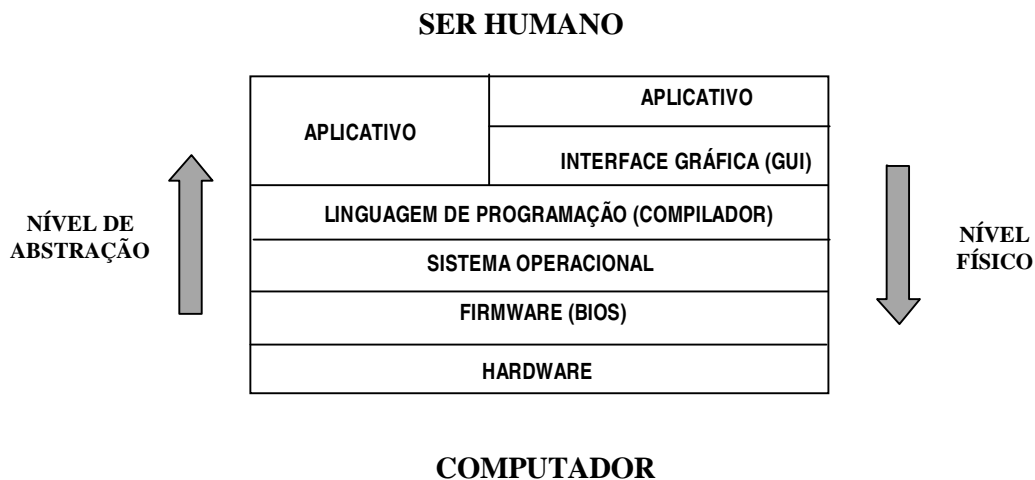 SER HUMANO
APLICATIVO
APLICATIVO
INTERFACE GRÁFICA (GUI)
LINGUAGEM DE PROGRAMAÇÃO (COMPILADOR)
SISTEMA OPERACIONAL
FIRMWARE (BIOS)
HARDWARE
NÍVEL DE
ABSTRAÇÃO
NÍVEL
FÍSICO
COMPUTADOR